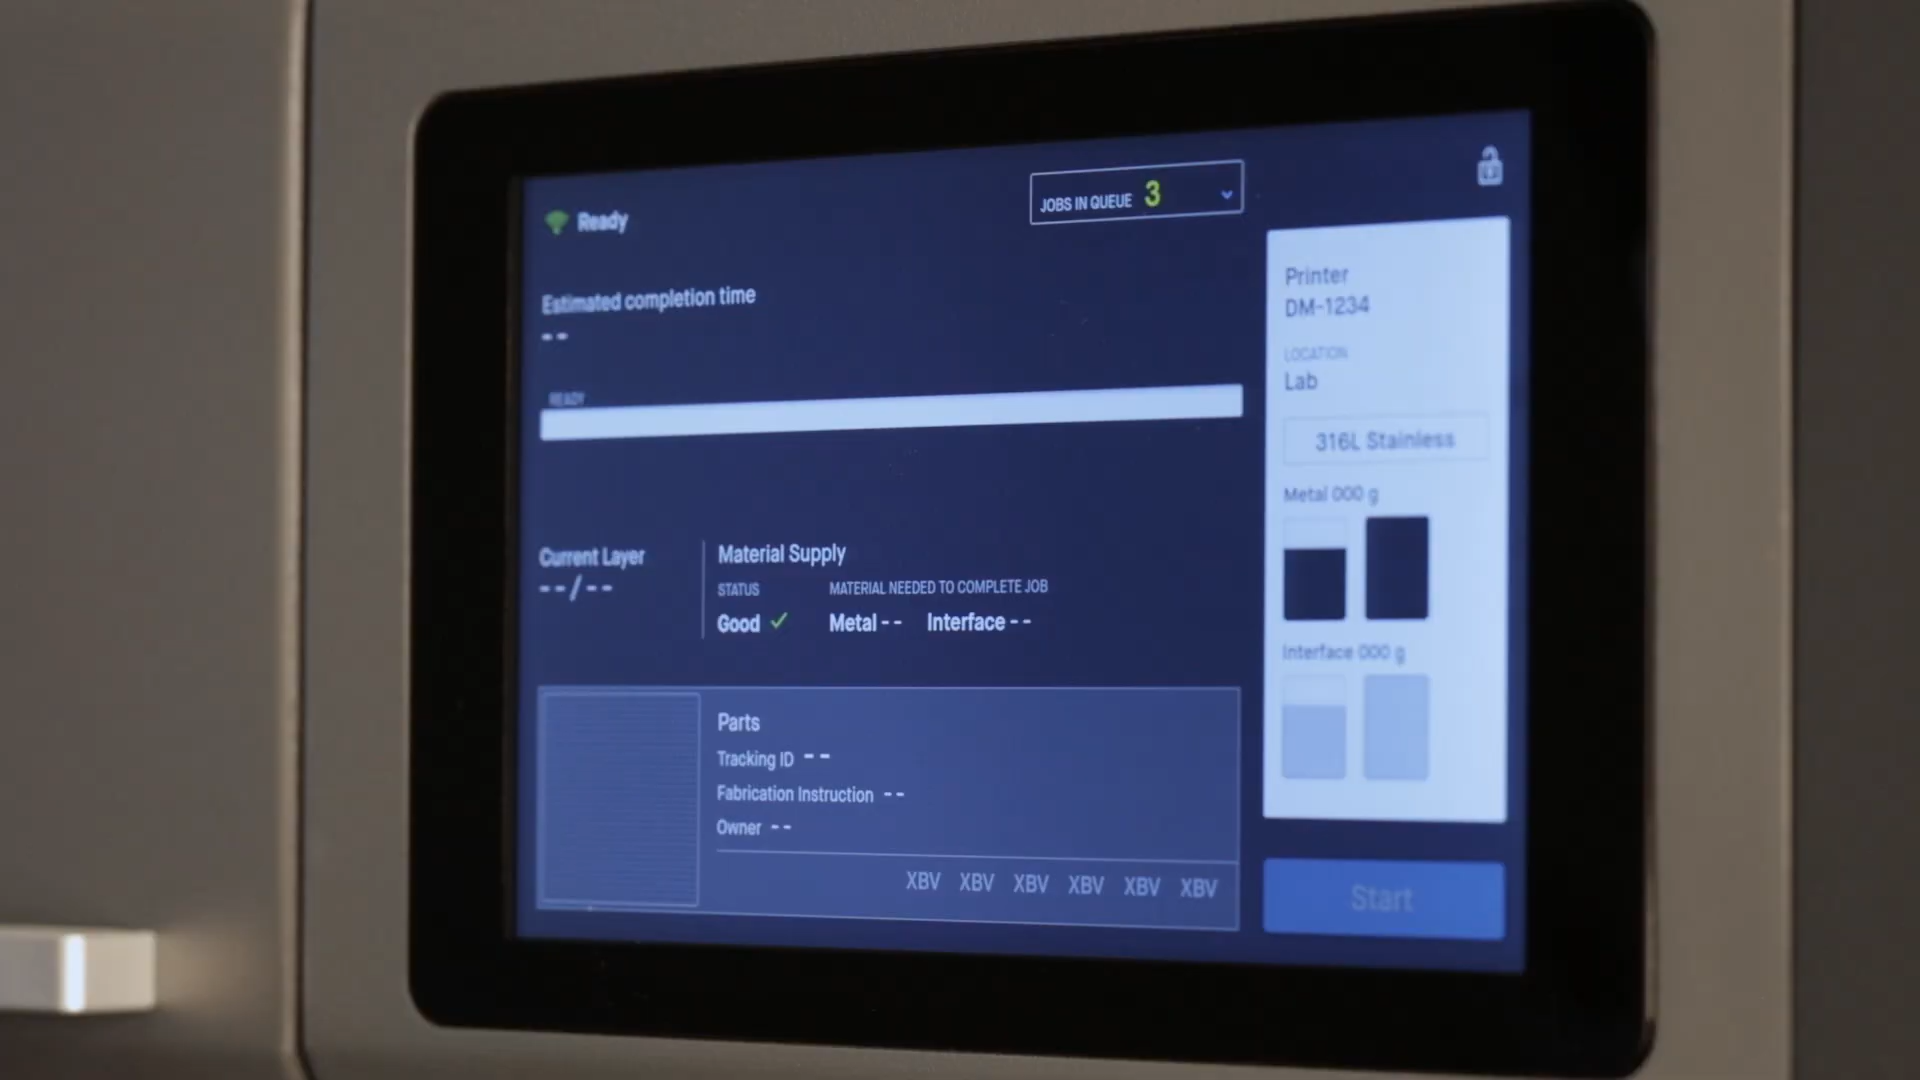 Ready
JOBS IN QUEUE 3
Estimated completion time
--
READY
Current Layer
--/--
Material Supply
STATUS
MATERIAL NEEDED TO COMPLETE JOB
Good
Metal -- Interface --
Parts
Tracking ID --
Fabrication Instruction --
Owner --
XBV XBV XBV XBV XBV XBV
Printer
DM-1234
LOCATION
Lab
316L Stainless
Metal 000 g
Interface 000 g
Start